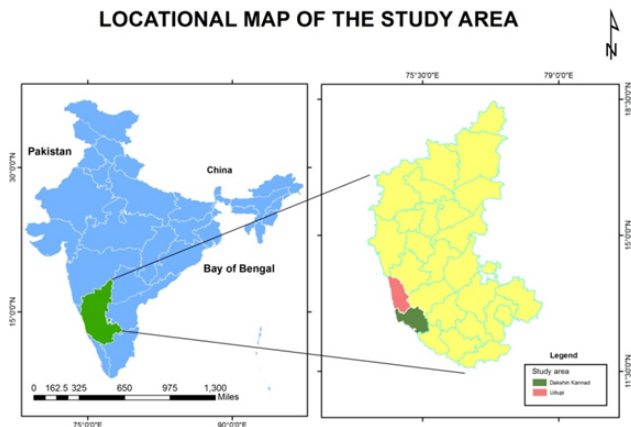 LOCATIONAL MAP OF THE STUDY AREA
N
75°30'0"E 79°0'0"E
Pakistan
China
Bay of Bengal
30°0'0"N
15°0'0"N
18°30'0"N
15°0'0"N
11°30'0"N
0 162.5 325 650 975 1,300
Miles
75°0'0"E 90°0'0"E
Legend
Study area
Dakshin Kannad
Udupi